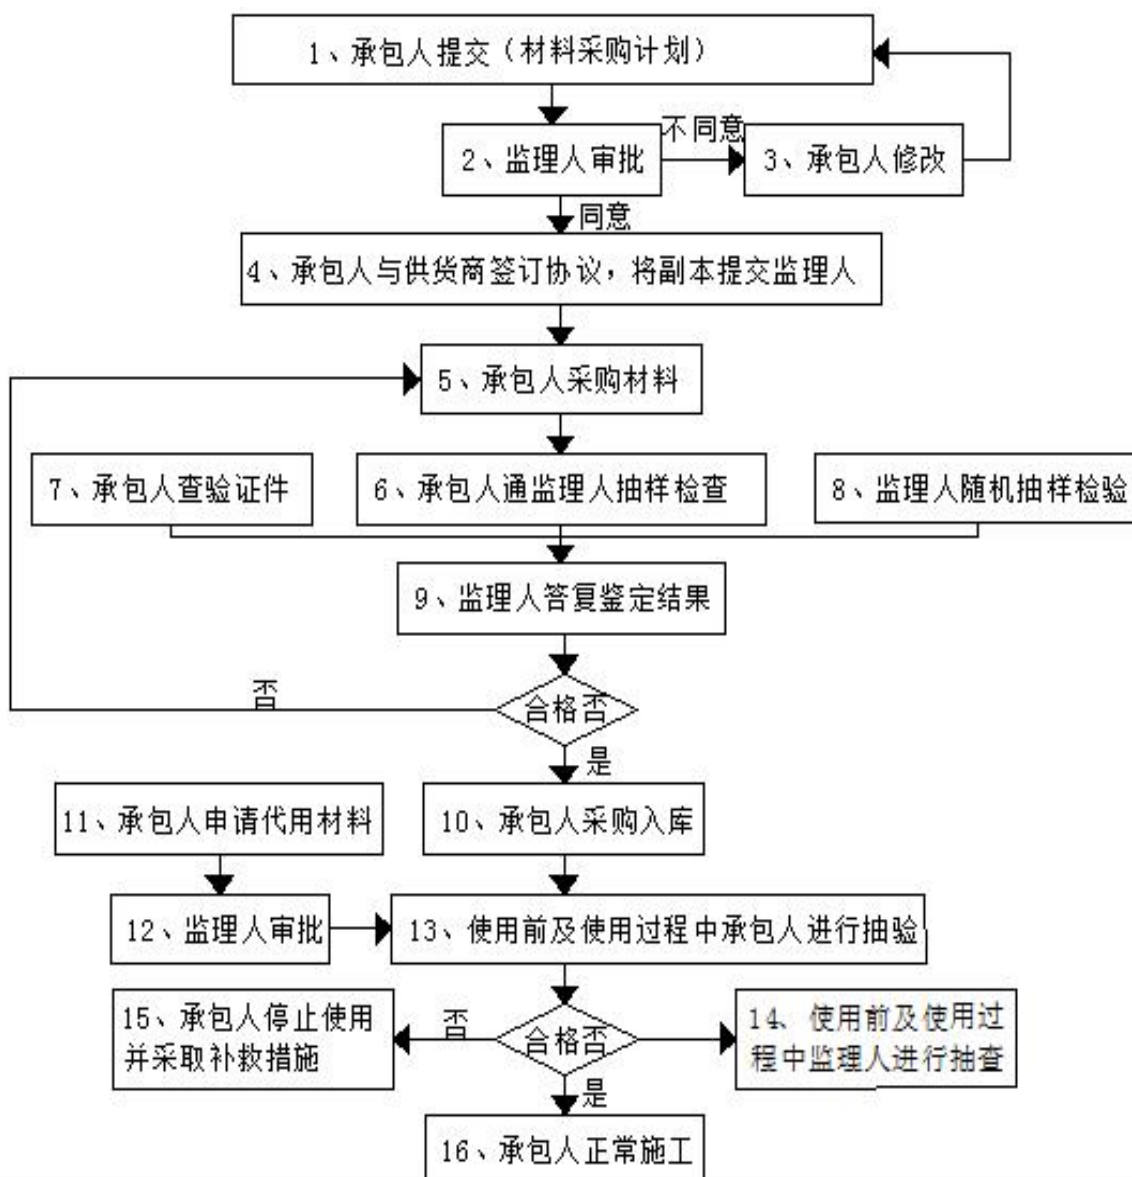 1、承包人提交（材料采购计划）
不同意
2、监理人审批
3、承包人修改
同意
4、承包人与供货商签订协议，将副本提交监理人
5、承包人采购材料
7、承包人查验证件
6、承包人通监理人抽样检查
8、监理人随机抽样检验
9、监理人答复鉴定结果
否
合格否
是
11、承包人申请代用材料
10、承包人采购入库
12、监理人审批
13、使用前及使用过程中承包人进行抽验
15、承包人停止使用
并采取补救措施
否
合格否
14、使用前及使用过
程中监理人进行抽查
是
16、承包人正常施工